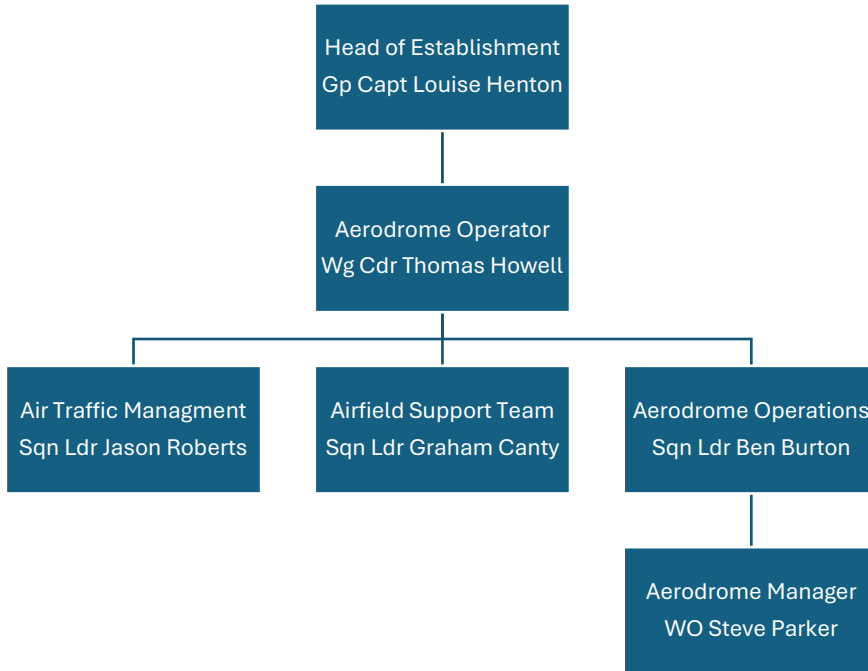 Head of Establishment
Gp Capt Louise Henton
Aerodrome Operator
Wg Cdr Thomas Howell
Air Traffic Managment
Sqn Ldr Jason Roberts
Airfield Support Team
Sqn Ldr Graham Canty
Aerodrome Operations
Sqn Ldr Ben Burton
Aerodrome Manager
WO Steve Parker